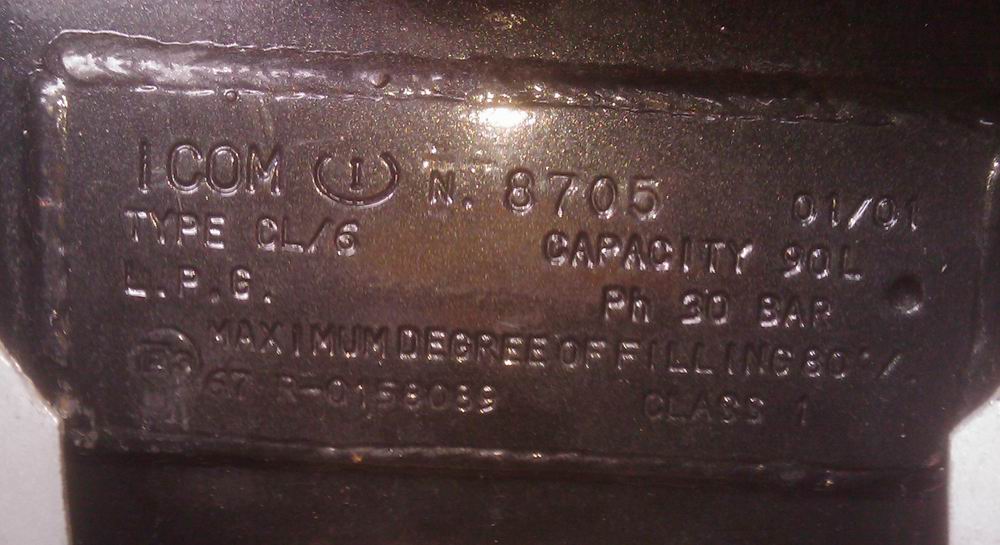 ICOM I N. 8705 01/01
TYPE CL/6 CAPACITY 90L
L.P.G. Ph 30 BAR
MAXIMUM DEGREE OF FILLING 80%
E 67 R-0158089 CLASS 1